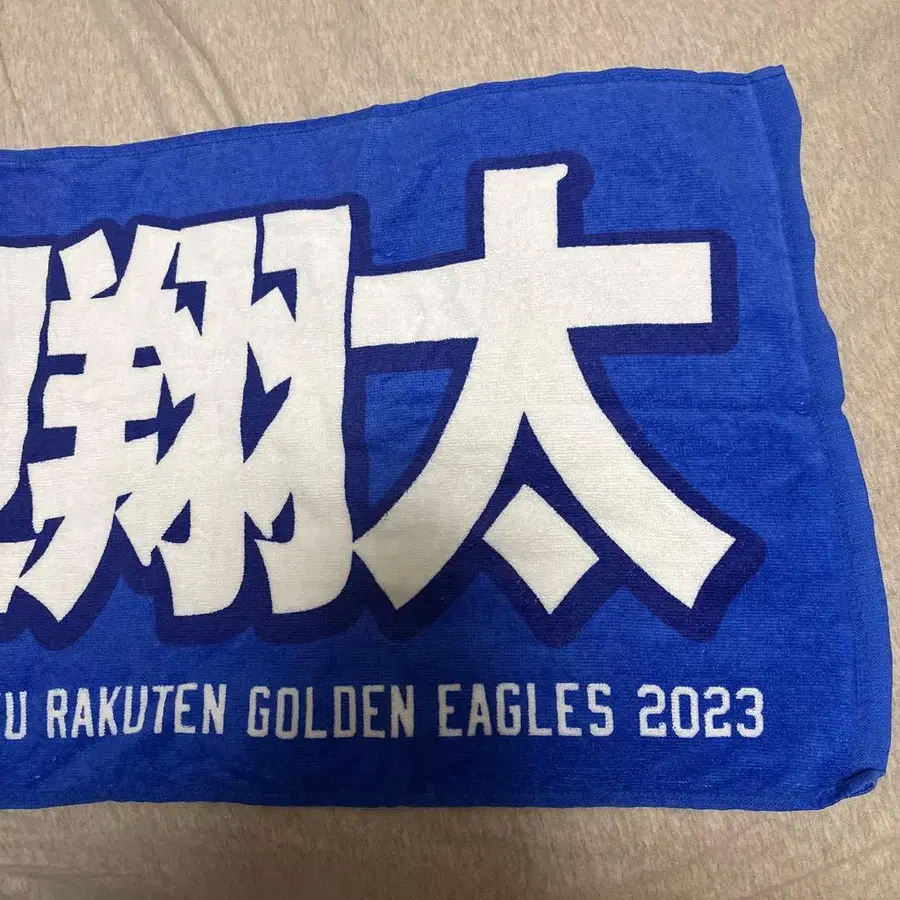 翔太
U RAKUTEN GOLDEN EAGLES 2023